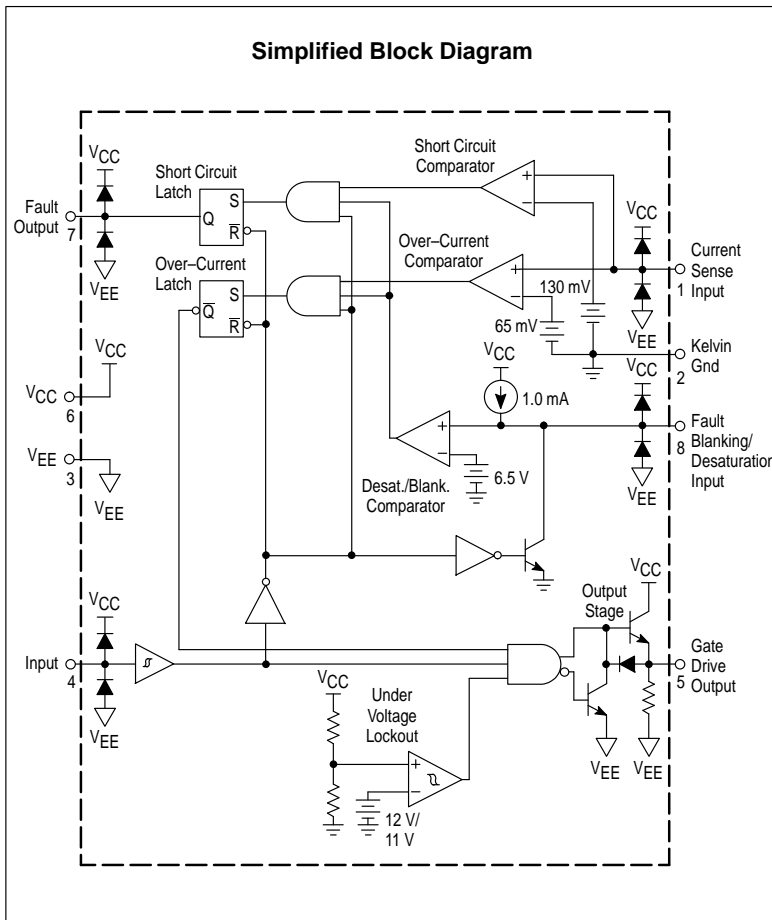 Simplified Block Diagram
VCC
Short Circuit
Latch
S
Q
R
Fault
Output
7
VEE
Short Circuit
Comparator
+
–
VCC
Current
Sense
Input
1
VEE
Over–Current
Latch
S
Q
R
Over–Current
Comparator
+
–
130 mV
65 mV
Kelvin
Gnd
2
VCC
VCC
6
VCC
1.0 mA
VCC
Fault
Blanking/
Desaturation
Input
8
VEE
VEE
3
VEE
+
–
6.5 V
Desat./Blank.
Comparator
Output
Stage
VCC
VCC
Input
4
VEE
Gate
Drive
Output
5
VEE
VEE
VCC
Under
Voltage
Lockout
+
–
12 V/
11 V